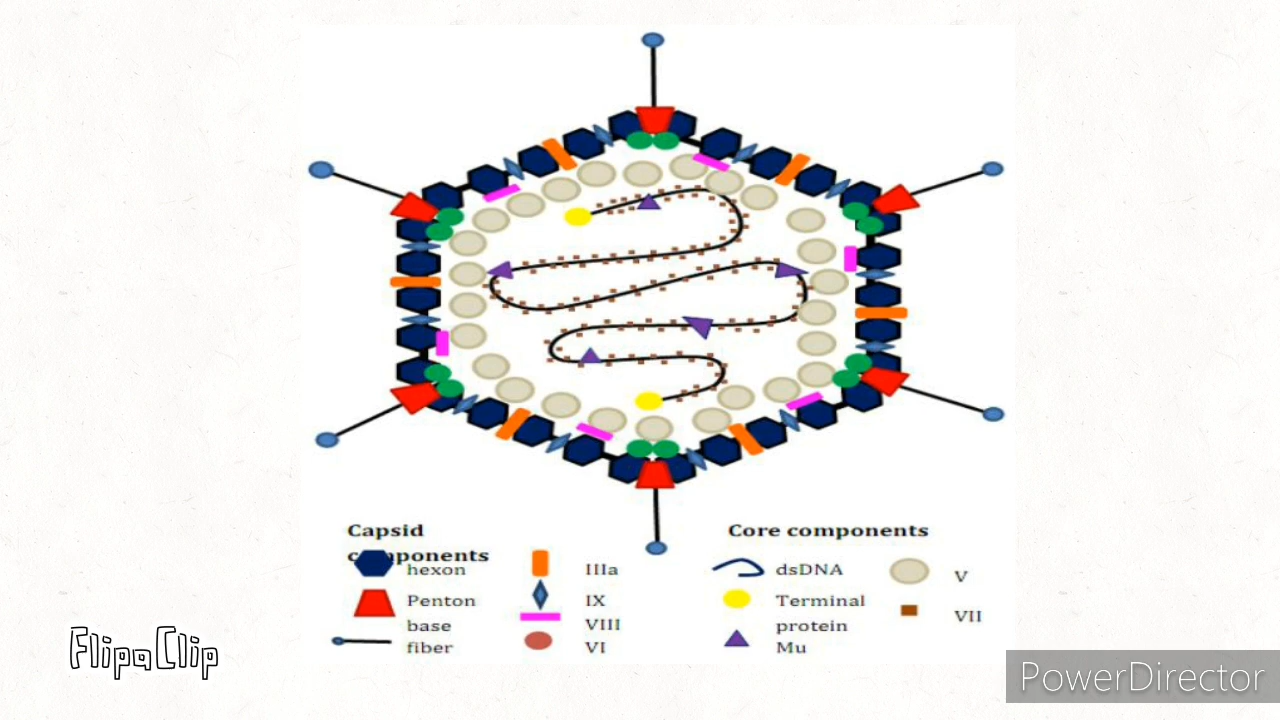 Capsid
components
hexon
Penton
base
fiber
IIIa
IX
VIII
VI
Core components
dsDNA
Terminal
protein
Mu
V
VII
FlipaClip
PowerDirector